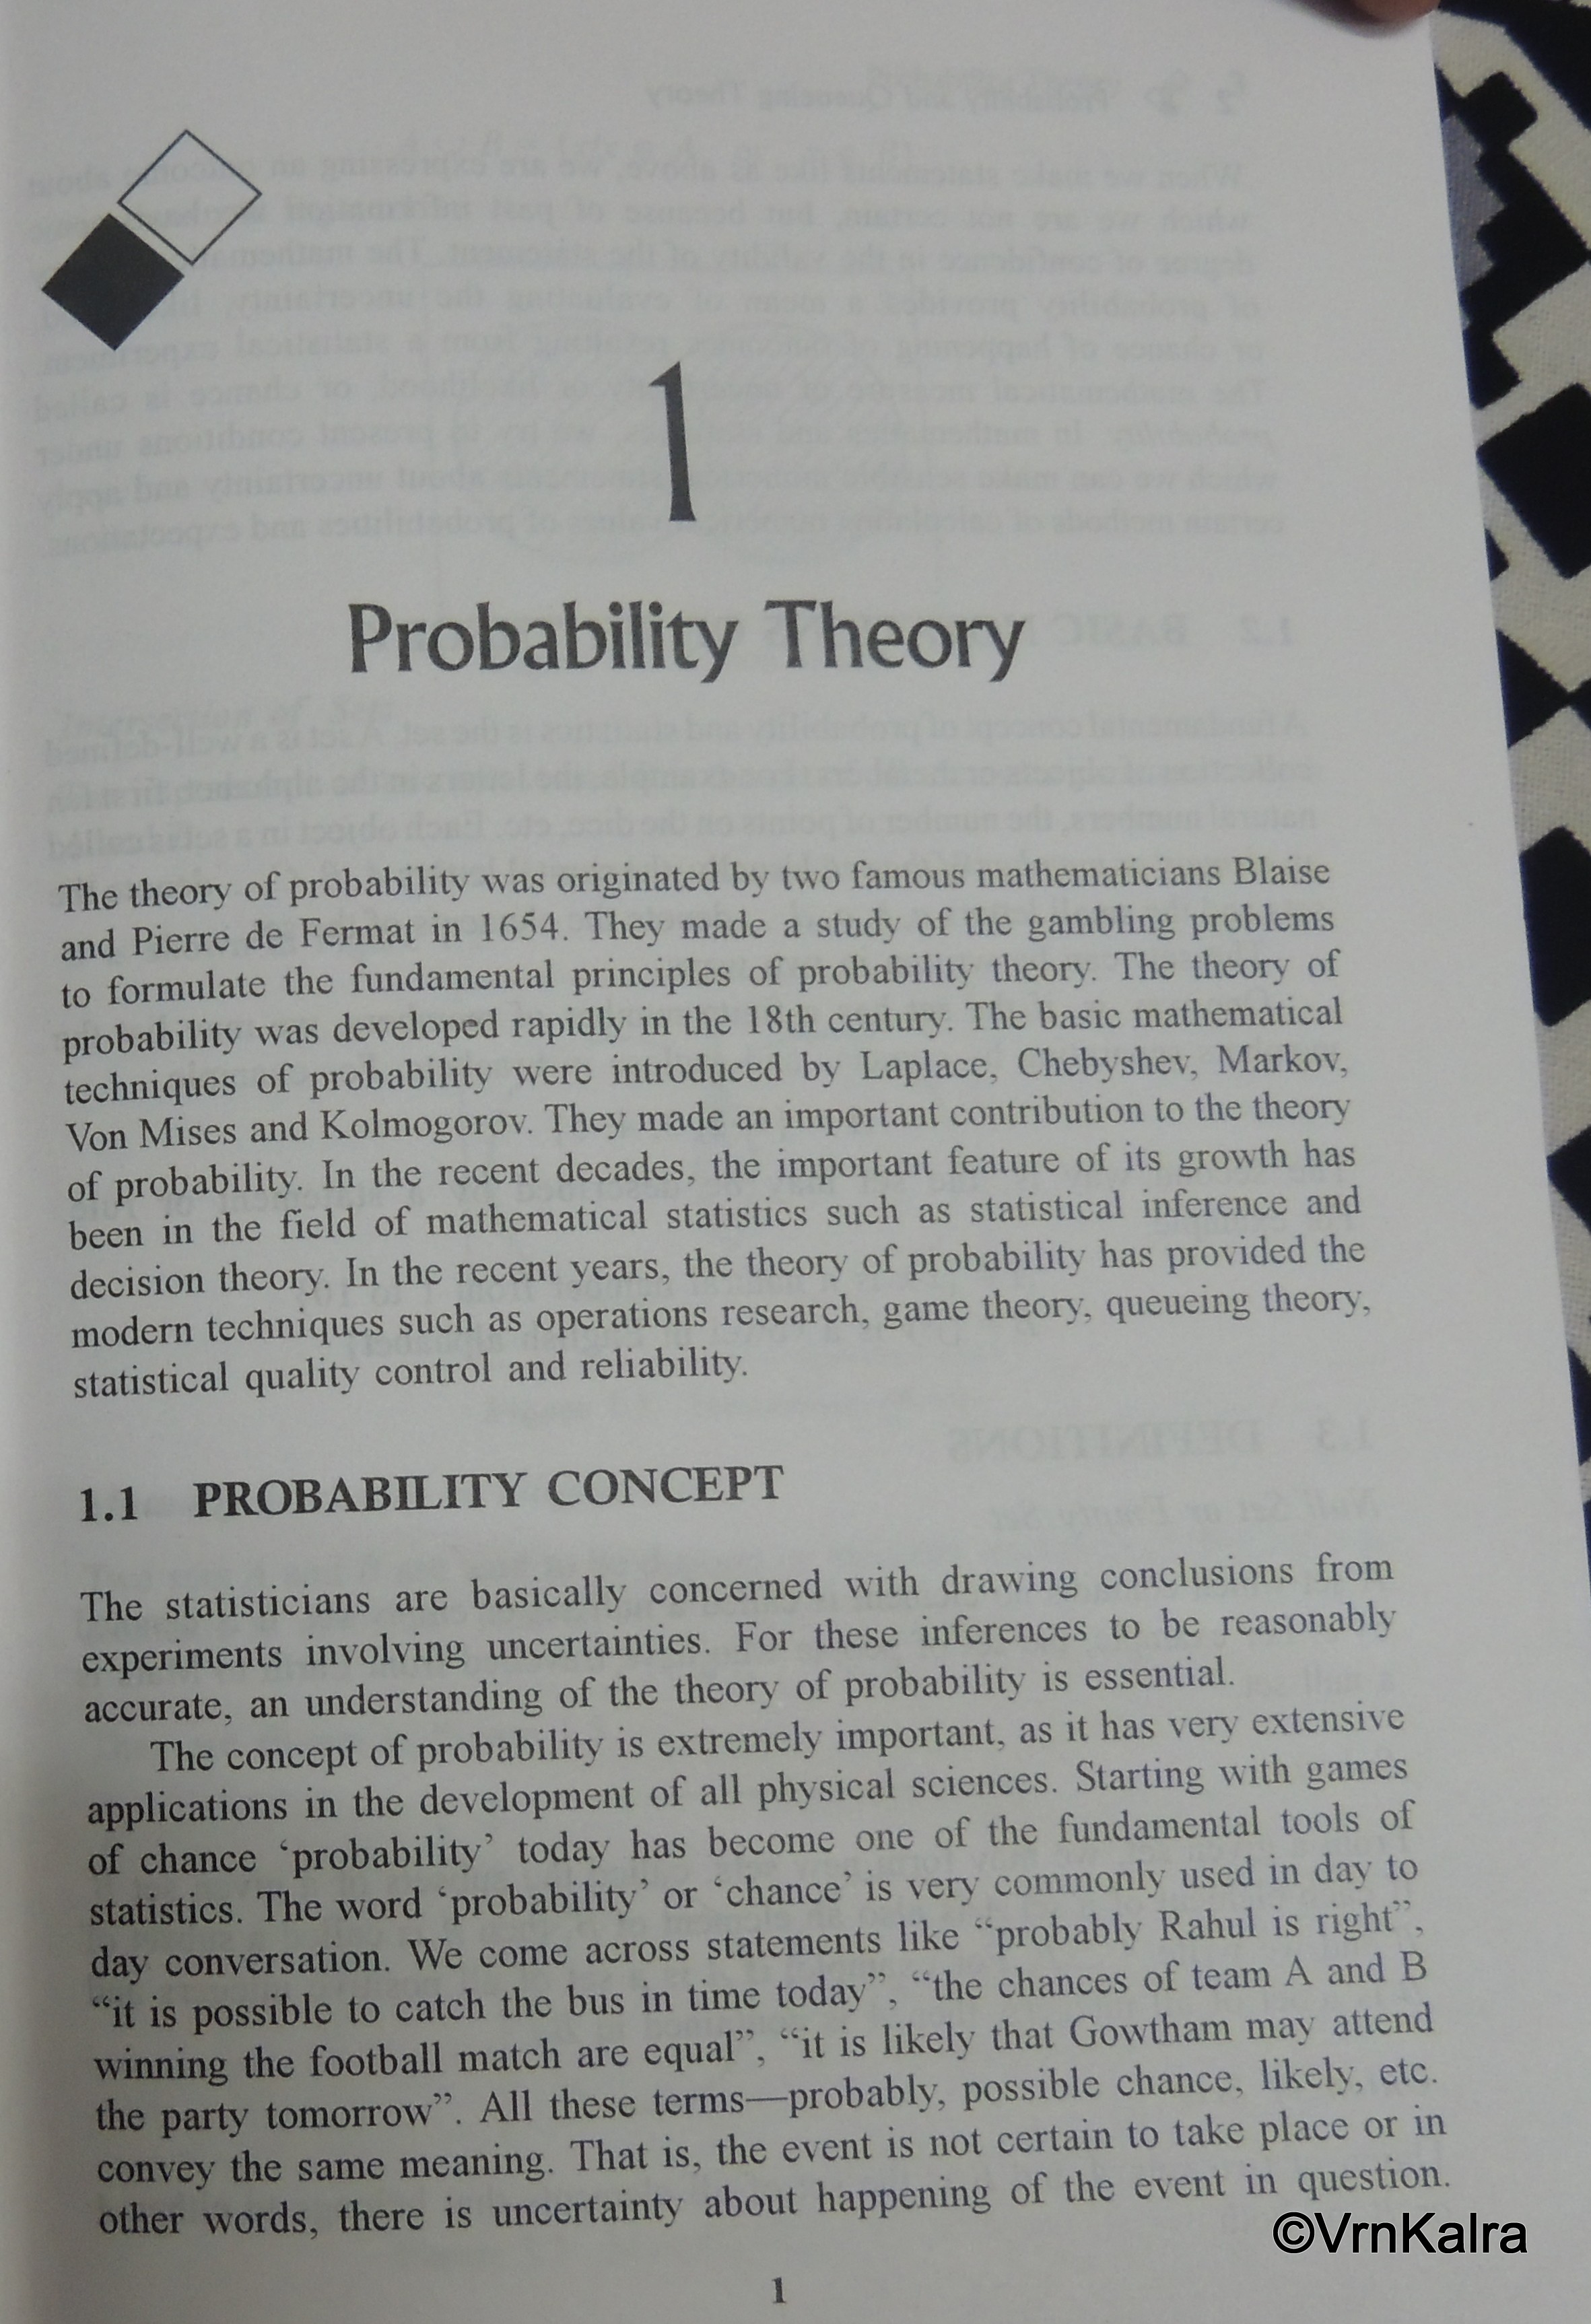 1
Probability Theory
The theory of probability was originated by two famous mathematicians Blaise
and Pierre de Fermat in 1654. They made a study of the gambling problems
to formulate the fundamental principles of probability theory. The theory of
probability was developed rapidly in the 18th century. The basic mathematical
techniques of probability were introduced by Laplace, Chebyshev, Markov,
Von Mises and Kolmogorov. They made an important contribution to the theory
of probability. In the recent decades, the important feature of its growth has
been in the field of mathematical statistics such as statistical inference and
decision theory. In the recent years, the theory of probability has provided the
modern techniques such as operations research, game theory, queueing theory,
statistical quality control and reliability.
1.1 PROBABILITY CONCEPT
The statisticians are basically concerned with drawing conclusions from
experiments involving uncertainties. For these inferences to be reasonably
accurate, an understanding of the theory of probability is essential.
The concept of probability is extremely important, as it has very extensive
applications in the development of all physical sciences. Starting with games
of chance ‘probability’ today has become one of the fundamental tools of
statistics. The word ‘probability’ or ‘chance’ is very commonly used in day to
day conversation. We come across statements like “probably Rahul is right”,
“it is possible to catch the bus in time today”, “the chances of team A and B
winning the football match are equal”, “it is likely that Gowtham may attend
the party tomorrow”. All these terms—probably, possible chance, likely, etc.
convey the same meaning. That is, the event is not certain to take place or in
other words, there is uncertainty about happening of the event in question.
©VrnKalra
1